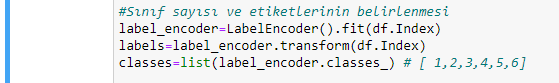 #Sınıf sayısı ve etiketlerinin belirlenmesi
label_encoder=LabelEncoder().fit(df.Index)
labels=label_encoder.transform(df.Index)
classes=list(label_encoder.classes_) # [ 1,2,3,4,5,6]